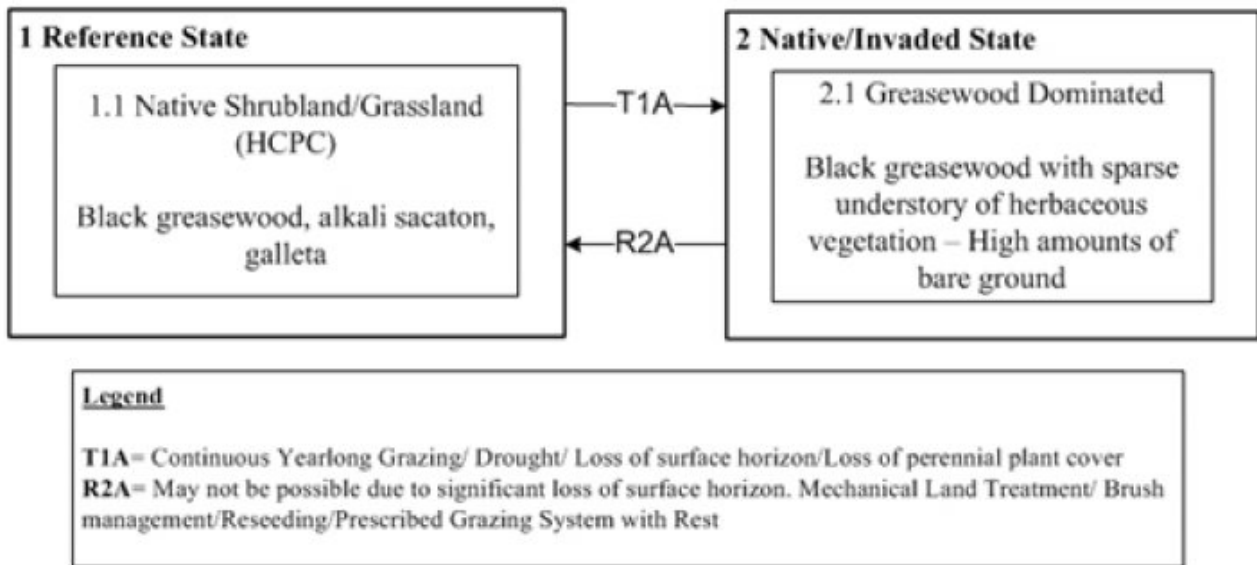 1 Reference State
1.1 Native Shrubland/Grassland
(HCPC)
Black greasewood, alkali sacaton,
galleta
T1A
R2A
2 Native/Invaded State
2.1 Greasewood Dominated
Black greasewood with sparse
understory of herbaceous
vegetation – High amounts of
bare ground
Legend
T1A= Continuous Yearlong Grazing/ Drought/ Loss of surface horizon/Loss of perennial plant cover
R2A= May not be possible due to significant loss of surface horizon. Mechanical Land Treatment/ Brush
management/Reseeding/Prescribed Grazing System with Rest